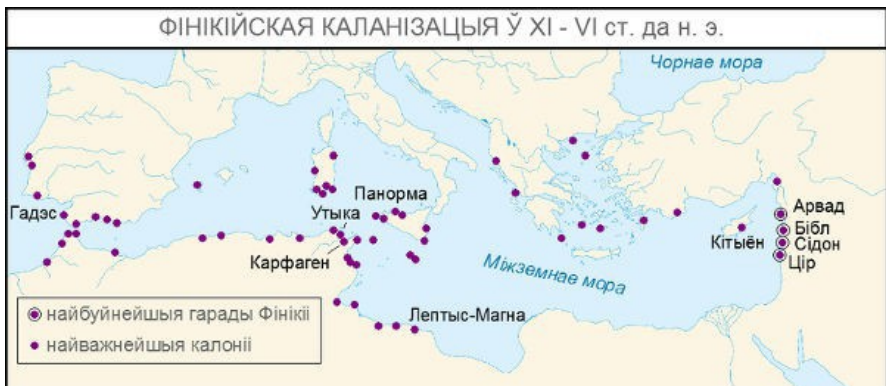 ФІНІКІЙСКАЯ КАЛАНІЗАЦЫЯ Ў XI - VI ст. да н. э.
Чорнае мора
Панорма
Гадэс
Утыка
Карфаген
Арвад
Бібл
Кітыён
Сідон
Цір
Міжземнае мора
Лептыс-Магна
найбуйнейшыя гарады Фінікіі
найважнейшыя калоніі